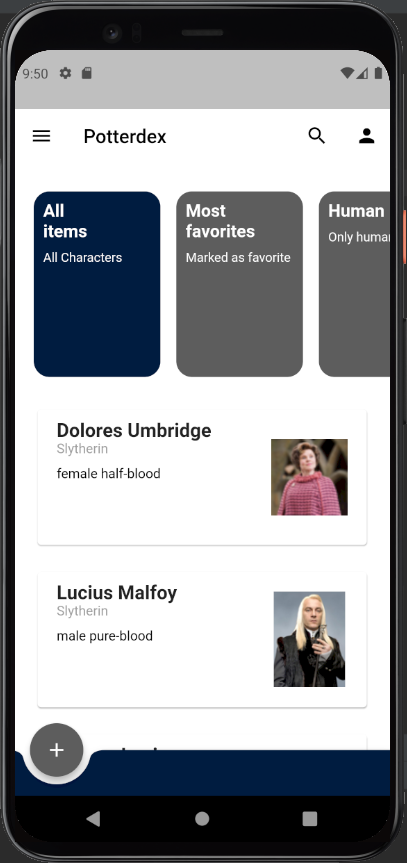 9:50
Potterdex
All
items
All Characters
Most
favorites
Marked as favorite
Human
Only
Dolores Umbridge
Slytherin
female half-blood
Lucius Malfoy
Slytherin
male pure-blood
+